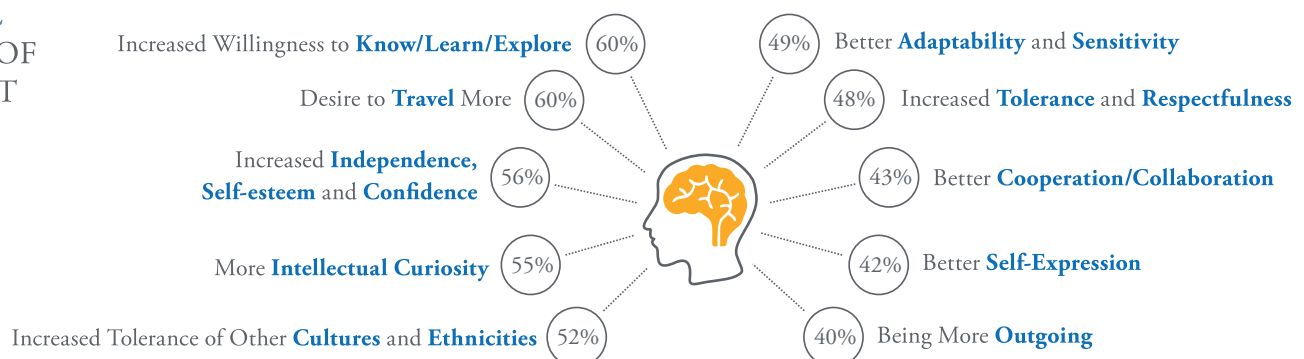 OF
T
Increased Willingness to Know/Learn/Explore 60%
Desire to Travel More 60%
Increased Independence,
Self-esteem and Confidence 56%
More Intellectual Curiosity 55%
Increased Tolerance of Other Cultures and Ethnicities 52%
49% Better Adaptability and Sensitivity
48% Increased Tolerance and Respectfulness
43% Better Cooperation/Collaboration
42% Better Self-Expression
40% Being More Outgoing